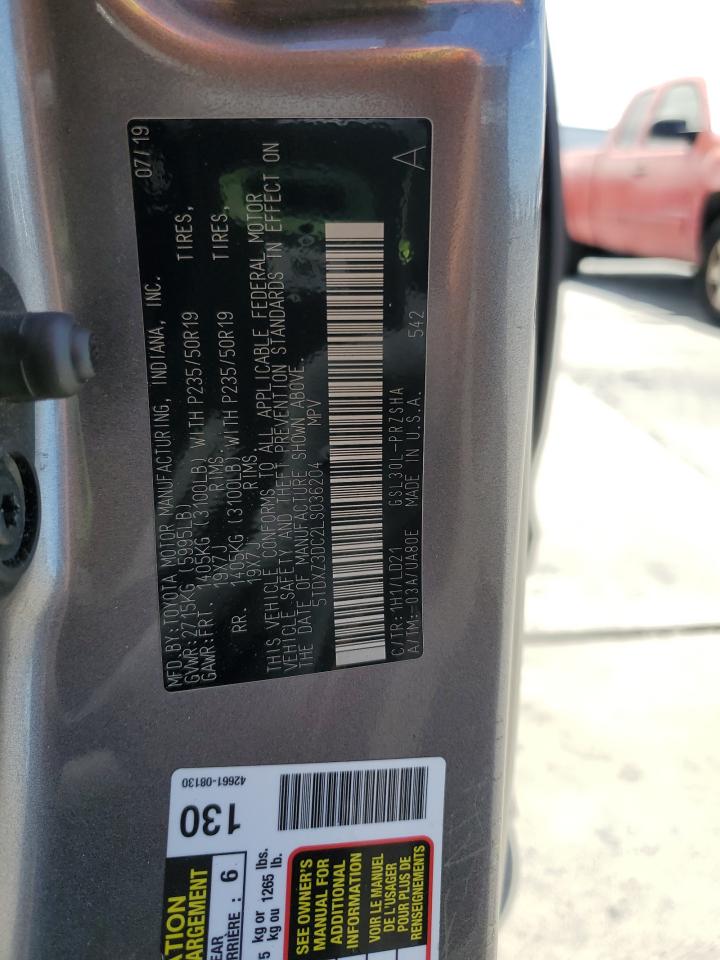 MFD.BY:TOYOTA MOTOR MANUFACTURING, INDIANA, INC. 07/19
GVWR:2715KG (5995LB)
GAWR:FRT. 1405KG (3100LB) WITH P235/50R19 TIRES,
19X7J RIMS,
RR. 1405KG (3100LB) WITH P235/50R19 TIRES,
19X7J RIMS.
THIS VEHICLE CONFORMS TO ALL APPLICABLE FEDERAL MOTOR
VEHICLE SAFETY AND THEFT PREVENTION STANDARDS IN EFFECT ON
THE DATE OF MANUFACTURE SHOWN ABOVE.
5TDXZ3DC2LS036204 MPV
C/TR:1H1/LD21 GSL30L-PRZSHA A
A/TM:-03A/UA80E MADE IN U.S.A. 542
42661-08130
130
ARGEMENT
6
kg or 1265 lbs.
kg ou 1265 lb.
SEE OWNER'S
MANUAL FOR
ADDITIONAL
INFORMATION
VOIR LE MANUEL
DE L'USAGER
POUR PLUS DE
RENSEIGNEMENTS